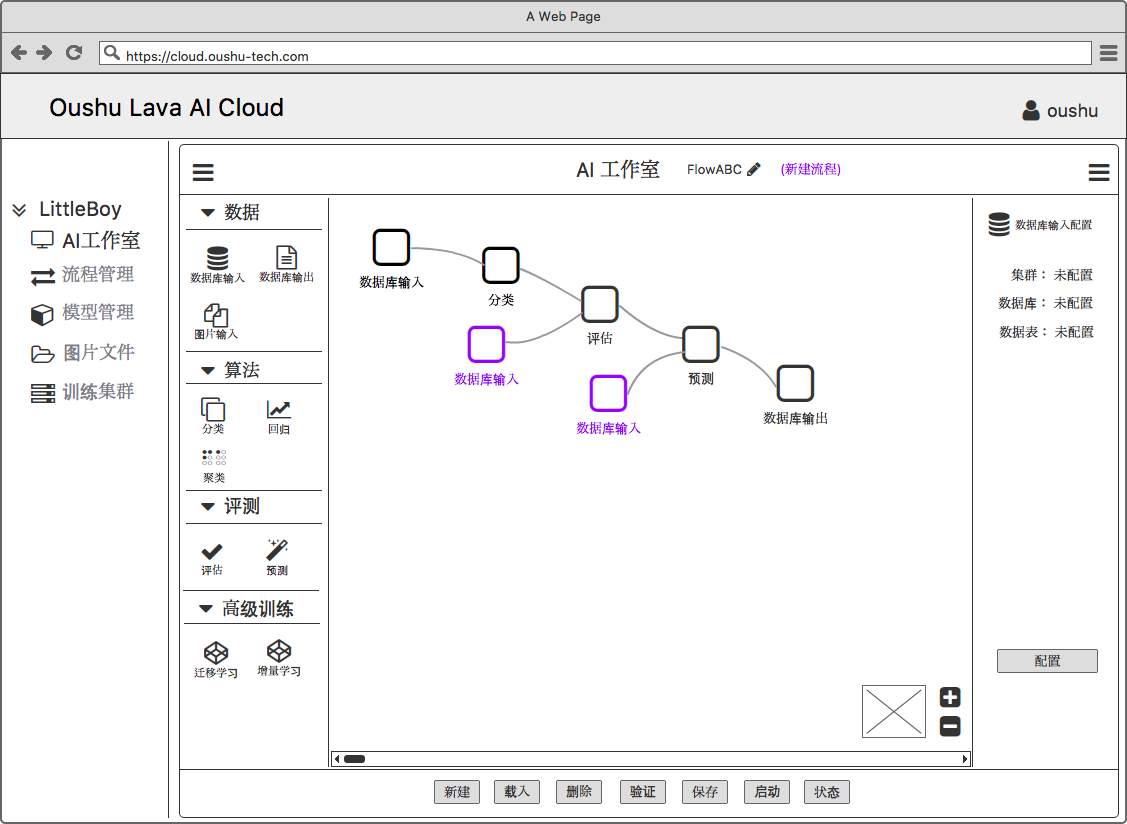 A Web Page
https://cloud.oushu-tech.com
Oushu Lava AI Cloud
oushu
LittleBoy
AI工作室
流程管理
模型管理
图片文件
训练集群
AI 工作室 FlowABC (新建流程)
数据
数据库输入 数据库输出
图片输入
算法
分类 回归
聚类
评测
评估 预测
高级训练
迁移学习 增量学习
数据库输入
分类
评估
数据库输入
预测
数据库输入
数据库输出
数据库输入配置
集群： 未配置
数据库： 未配置
数据表： 未配置
配置
新建 载入 删除 验证 保存 启动 状态